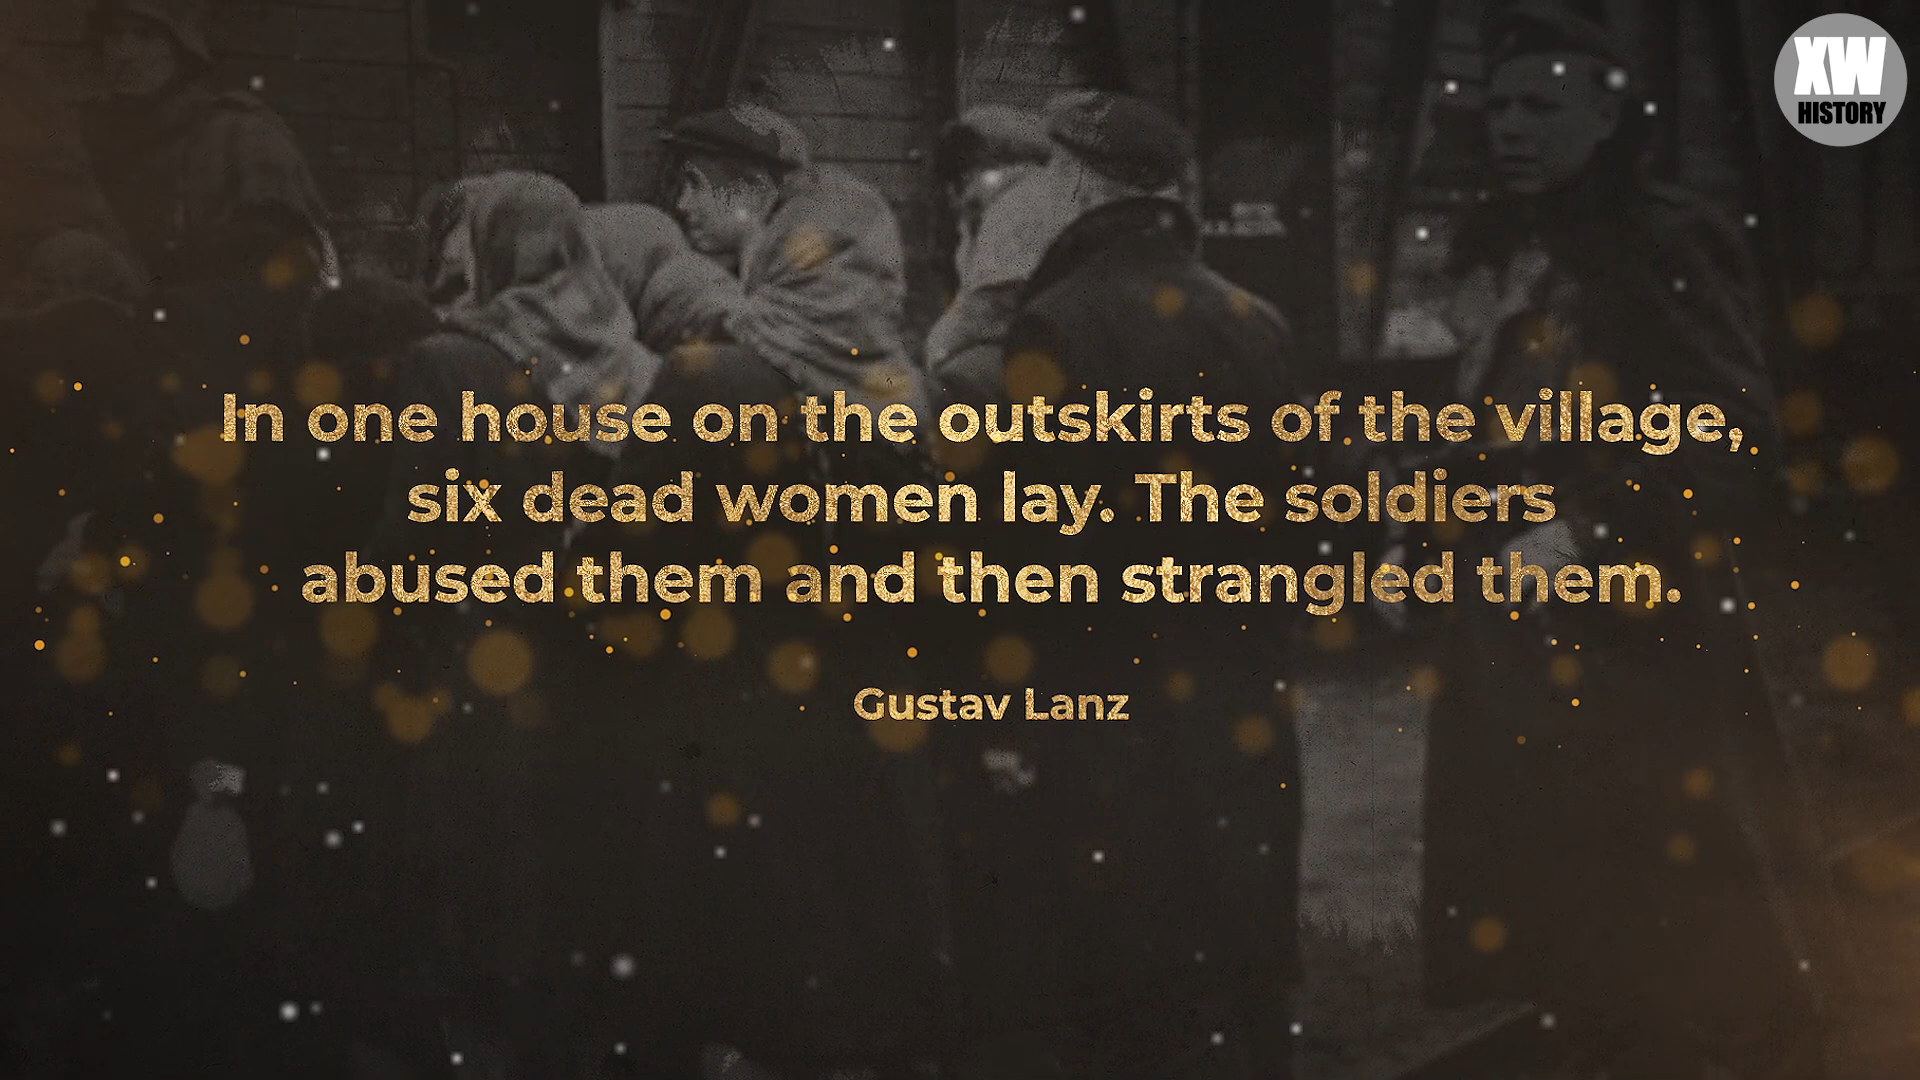 XW
HISTORY
In one house on the outskirts of the village,
six dead women lay. The soldiers
abused them and then strangled them.
Gustav Lanz